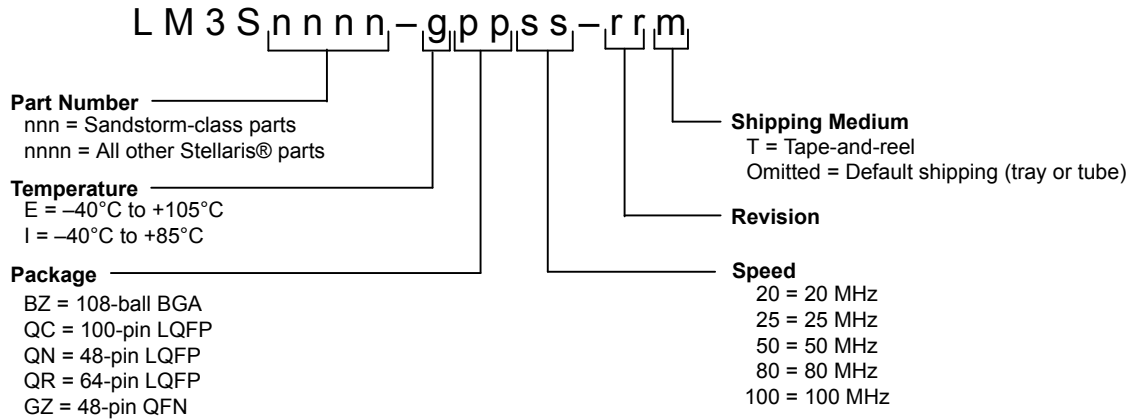 L M 3 S n n n n – g p p s s – r r m
Part Number
nnn = Sandstorm-class parts
nnnn = All other Stellaris® parts
Temperature
E = –40°C to +105°C
I = –40°C to +85°C
Package
BZ = 108-ball BGA
QC = 100-pin LQFP
QN = 48-pin LQFP
QR = 64-pin LQFP
GZ = 48-pin QFN
Shipping Medium
T = Tape-and-reel
Omitted = Default shipping (tray or tube)
Revision
Speed
20 = 20 MHz
25 = 25 MHz
50 = 50 MHz
80 = 80 MHz
100 = 100 MHz